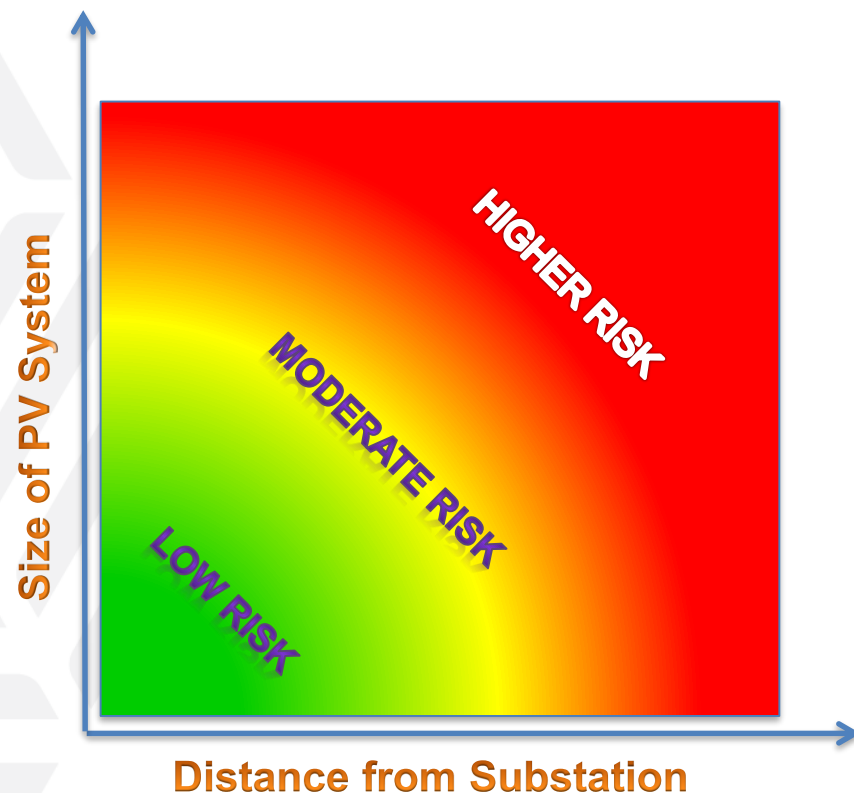 HIGHER RISK
MODERATE RISK
LOW RISK
Size of PV System
Distance from Substation